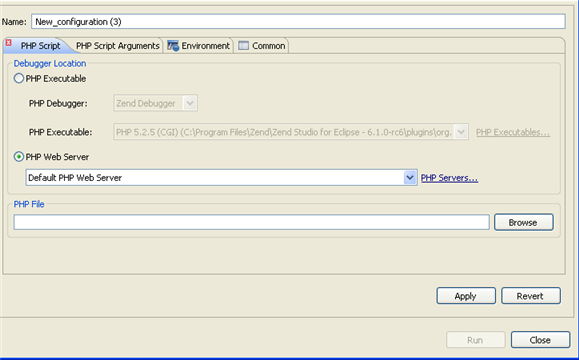 Name: New_configuration (3)
PHP Script PHP Script Arguments Environment Common
Debugger Location
PHP Executable
PHP Debugger: Zend Debugger
PHP Executable: PHP 5.2.5 (CGI) (C:\Program Files\Zend\Zend Studio for Eclipse - 6.1.0-rc6\plugins\org. PHP Executables...
PHP Web Server
Default PHP Web Server PHP Servers...
PHP File
Browse
Apply Revert
Run Close